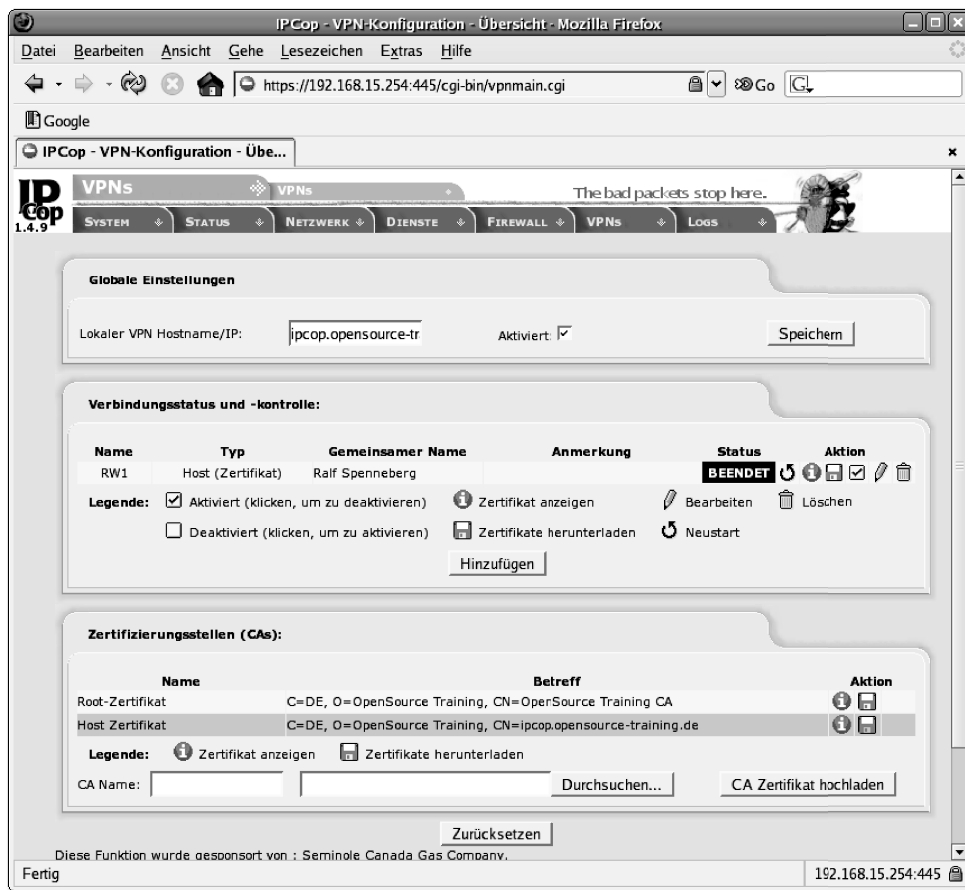 IPCop - VPN-Konfiguration - Übersicht - Mozilla Firefox
Datei Bearbeiten Ansicht Gehe Lesezeichen Extras Hilfe
https://192.168.15.254:445/cgi-bin/vpnmain.cgi Go G
Google
IPCop - VPN-Konfiguration - Übe...
IP Cop 1.4.9
VPNs VPNs The bad packets stop here.
SYSTEM STATUS NETZWERK DIENSTE FIREWALL VPNs LOGS
Globale Einstellungen
Lokaler VPN Hostname/IP: ipcop.opensource-tr Aktiviert: Speichern
Verbindungsstatus und -kontrolle:
Name Typ Gemeinsamer Name Anmerkung Status Aktion
RW1 Host (Zertifikat) Ralf Spenneberg BEENDET
Legende: Aktiviert (klicken, um zu deaktivieren) Zertifikat anzeigen Bearbeiten Löschen
Deaktiviert (klicken, um zu aktivieren) Zertifikate herunterladen Neustart
Hinzufügen
Zertifizierungsstellen (CAs):
Name Betreff Aktion
Root-Zertifikat C=DE, O=OpenSource Training, CN=OpenSource Training CA
Host Zertifikat C=DE, O=OpenSource Training, CN=ipcop.opensource-training.de
Legende: Zertifikat anzeigen Zertifikate herunterladen
CA Name: Durchsuchen... CA Zertifikat hochladen
Zurücksetzen
Diese Funktion wurde gesponsort von : Seminole Canada Gas Company.
Fertig 192.168.15.254:445